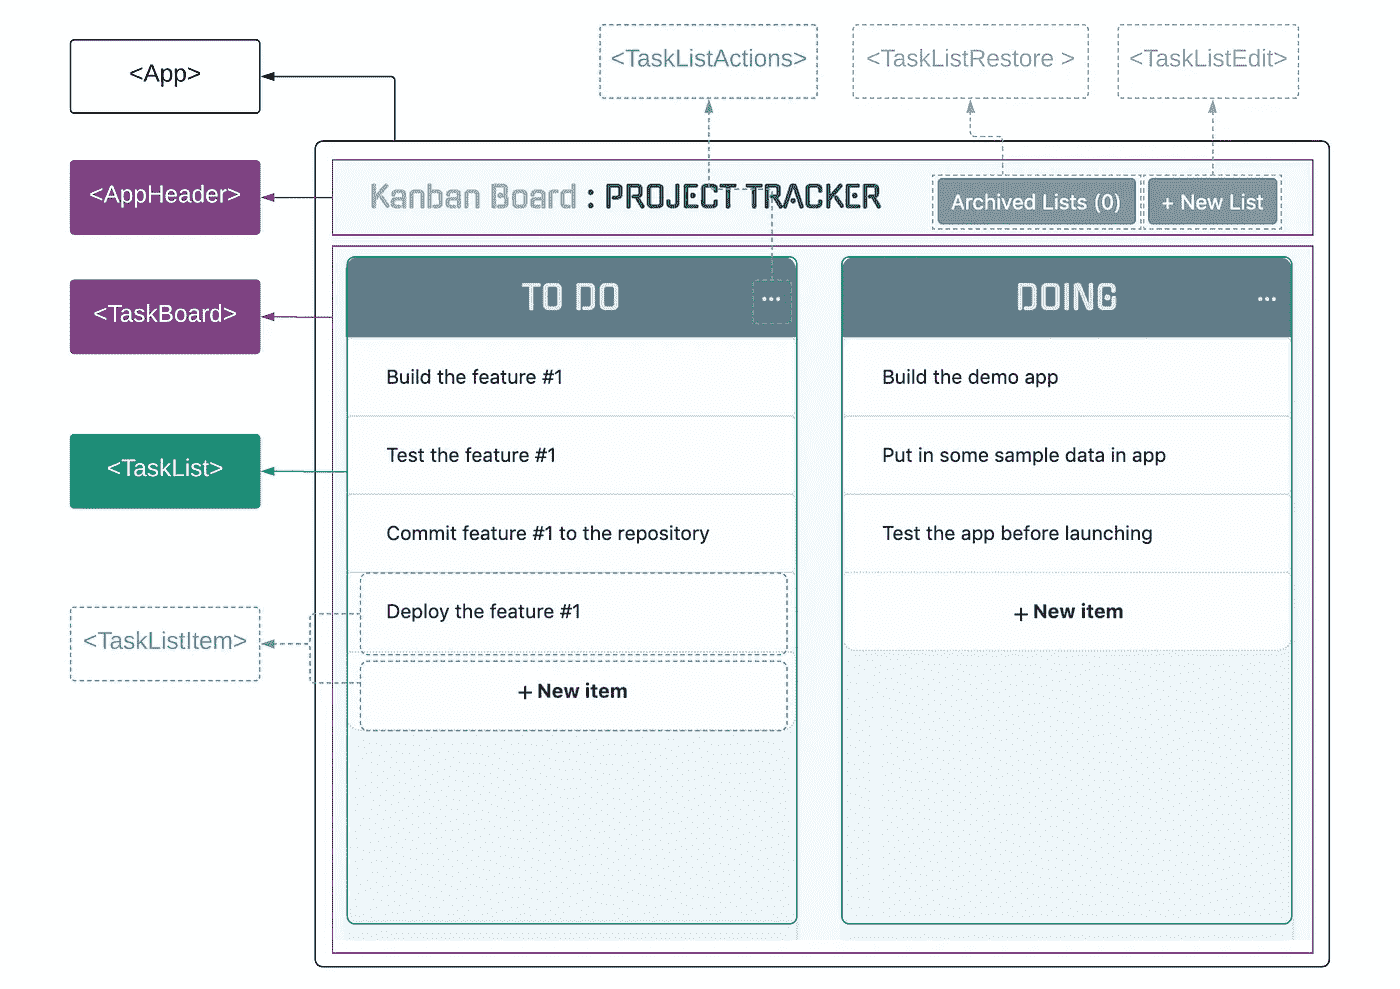 <TaskListActions>
<TaskListRestore >
<TaskListEdit>
<App>
<AppHeader>
Kanban Board : PROJECT TRACKER
Archived Lists (0)
+ New List
<TaskBoard>
TO DO
...
DOING
...
Build the feature #1
Build the demo app
<TaskList>
Test the feature #1
Put in some sample data in app
Commit feature #1 to the repository
Test the app before launching
<TaskListItem>
Deploy the feature #1
+ New item
+ New item